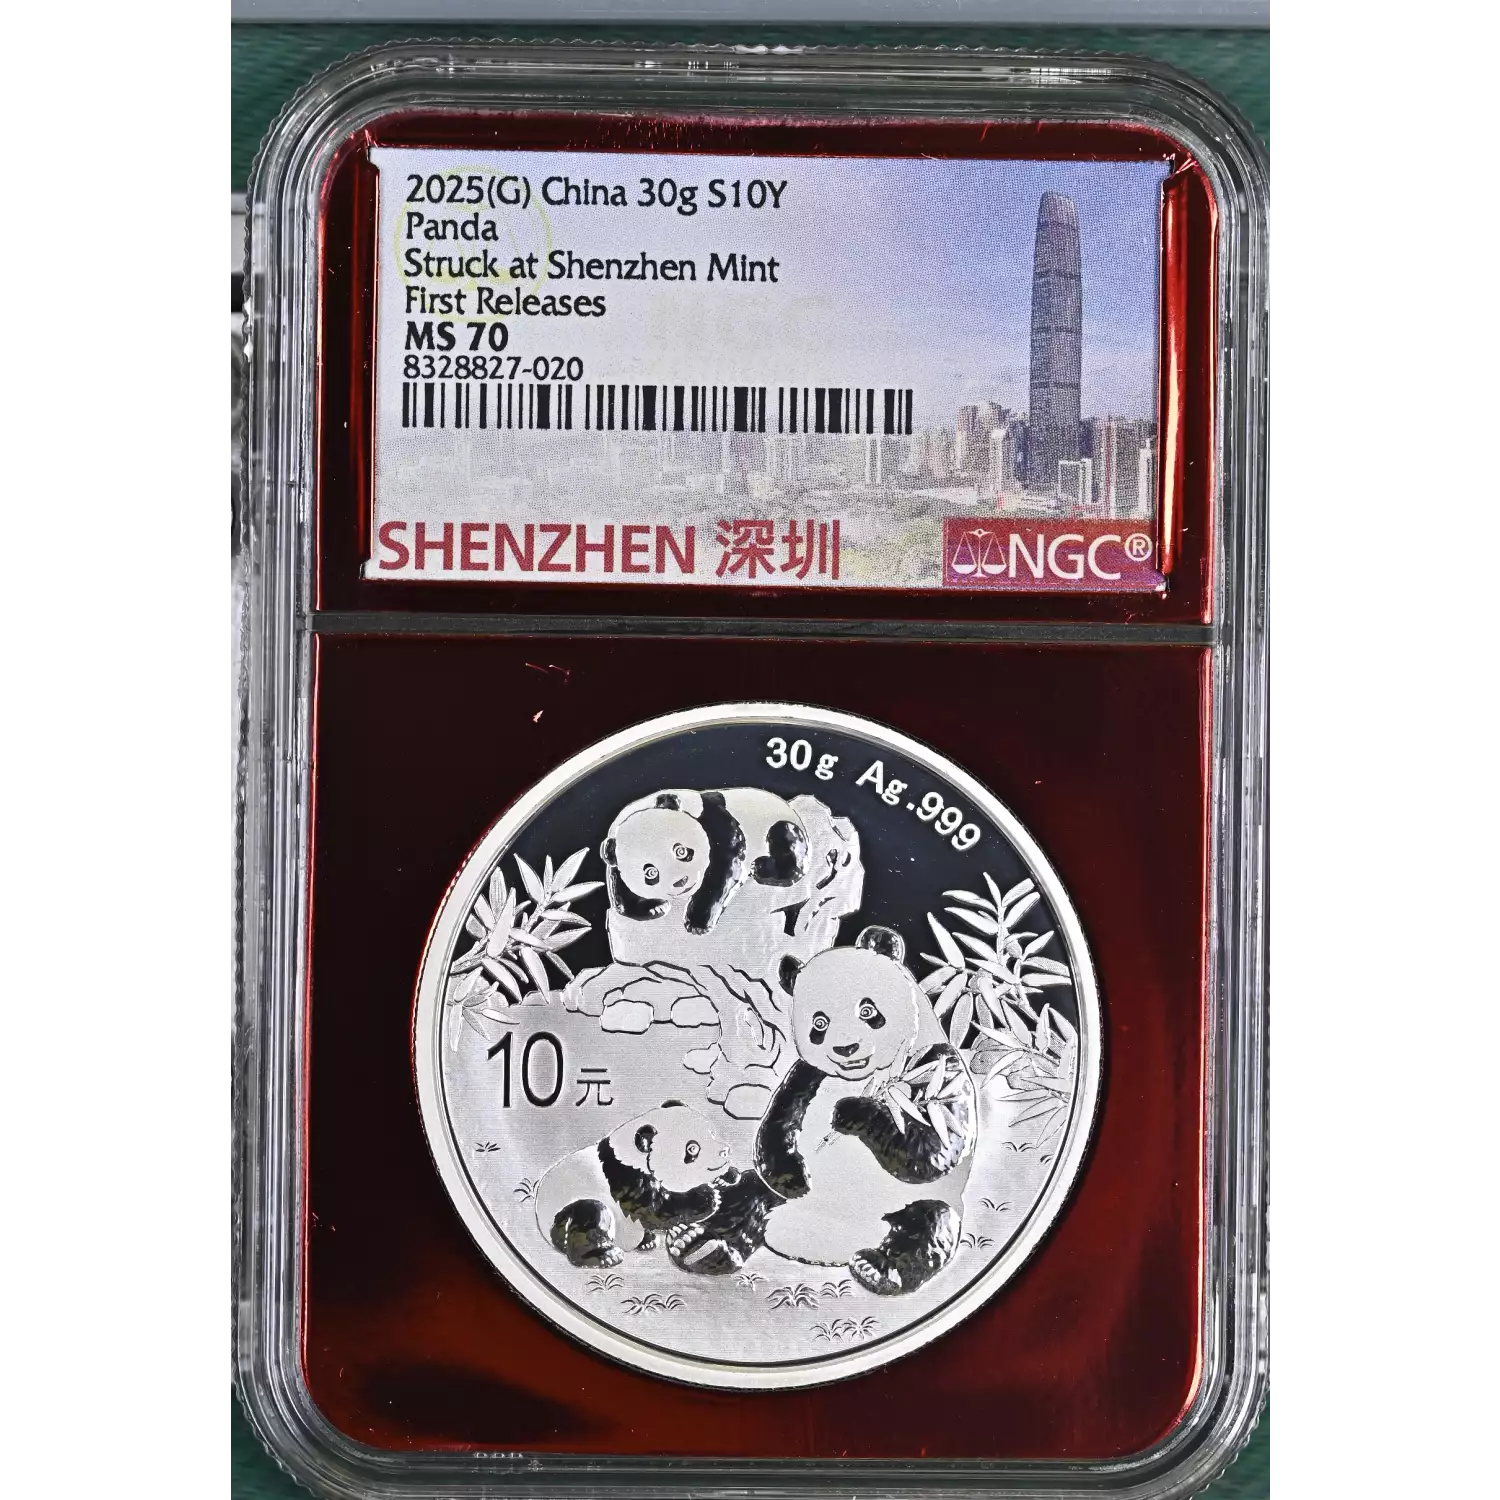 2025(G) China 30g S10Y
Panda
Struck at Shenzhen Mint
First Releases
MS 70
8328827-020
SHENZHEN 深圳
NGC®
30g Ag.999
10元